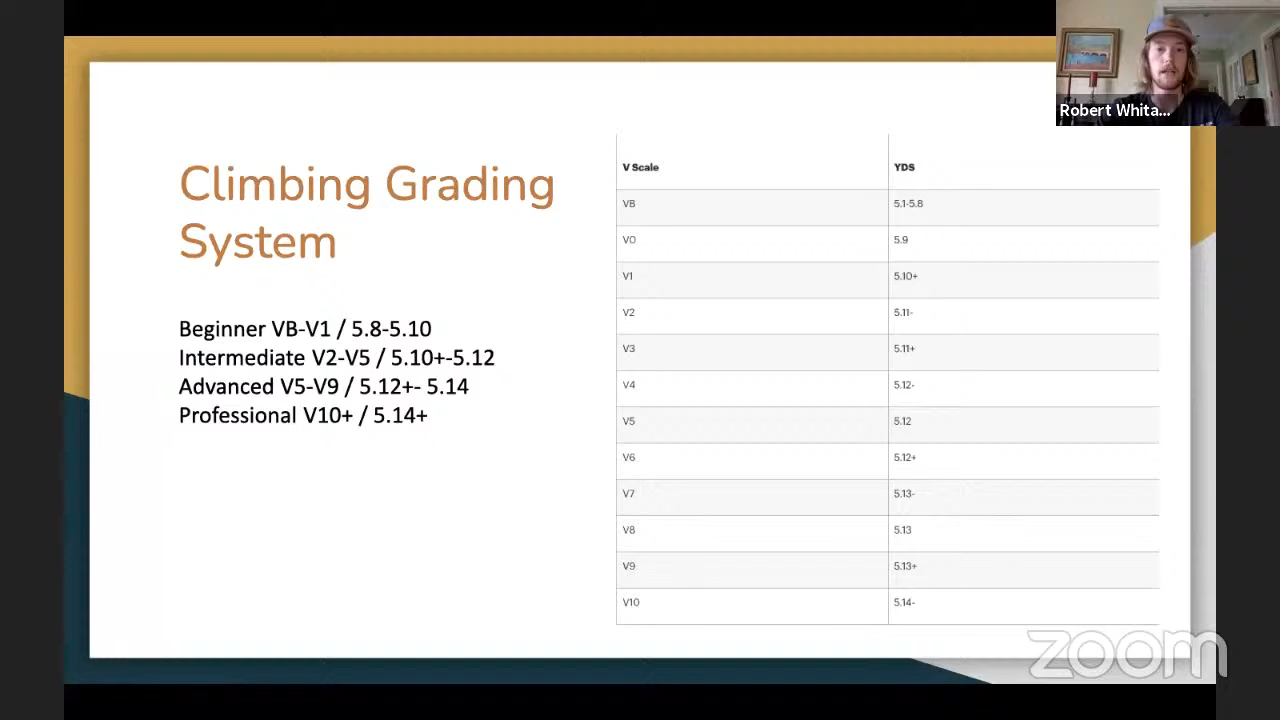 Robert Whita...
Climbing Grading
System
Beginner VB-V1 / 5.8-5.10
Intermediate V2-V5 / 5.10+-5.12
Advanced V5-V9 / 5.12+- 5.14
Professional V10+ / 5.14+
V Scale YDS
VB 5.1-5.8
V0 5.9
V1 5.10+
V2 5.11-
V3 5.11+
V4 5.12-
V5 5.12
V6 5.12+
V7 5.13-
V8 5.13
V9 5.13+
V10 5.14-
zoom